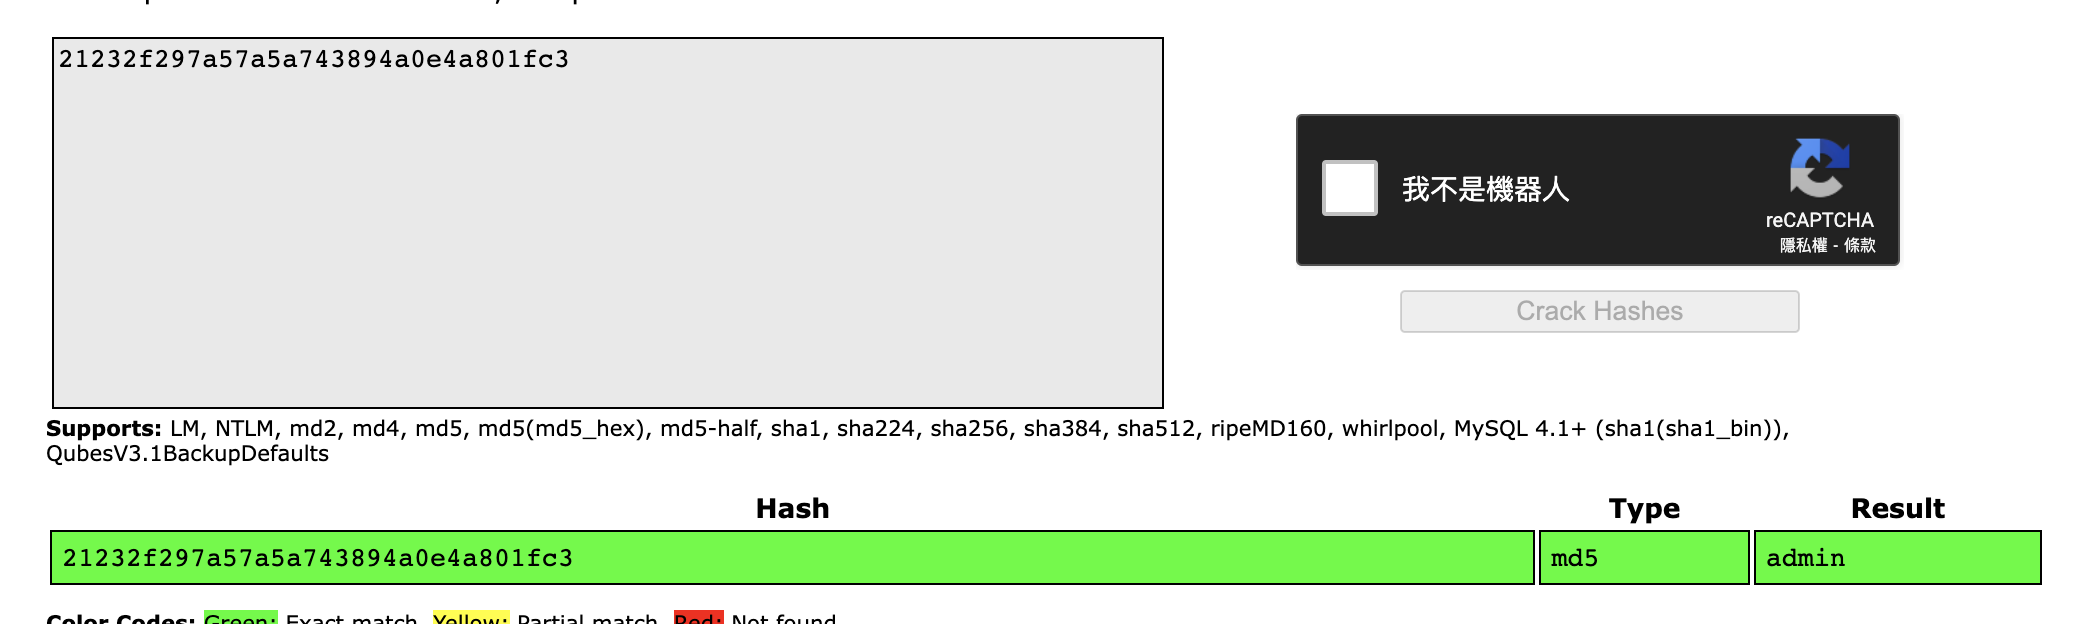 21232f297a57a5a743894a0e4a801fc3
我不是機器人
reCAPTCHA
隱私權 - 條款
Crack Hashes
Supports: LM, NTLM, md2, md4, md5, md5(md5_hex), md5-half, sha1, sha224, sha256, sha384, sha512, ripeMD160, whirlpool, MySQL 4.1+ (sha1(sha1_bin)),
QubesV3.1BackupDefaults
Hash Type Result
21232f297a57a5a743894a0e4a801fc3 md5 admin
Color Codes: Green: Exact match, Yellow: Partial match, Red: Not found